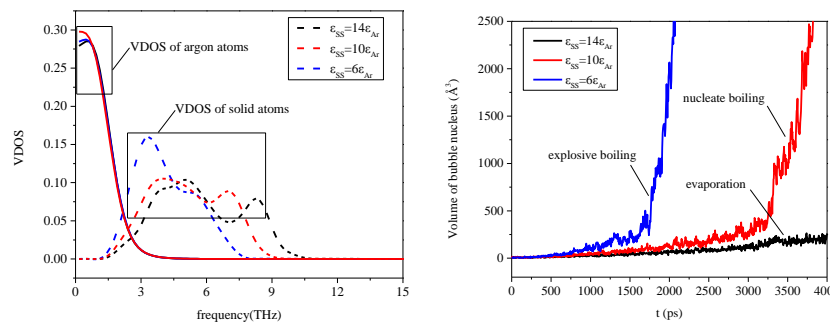 VDOS of argon atoms
VDOS of solid atoms
ε_SS=14ε_Ar
ε_SS=10ε_Ar
ε_SS=6ε_Ar
0.30
0.25
0.20
0.15
0.10
0.05
0.00
VDOS
3
6
9
12
15
frequency(THz)
ε_SS=14ε_Ar
ε_SS=10ε_Ar
ε_SS=6ε_Ar
nucleate boiling
explosive boiling
evaporation
2500
2000
1500
1000
500
0
Volume of bubble nucleus (Å³)
0
500
1000
1500
2000
2500
3000
3500
4000
t (ps)